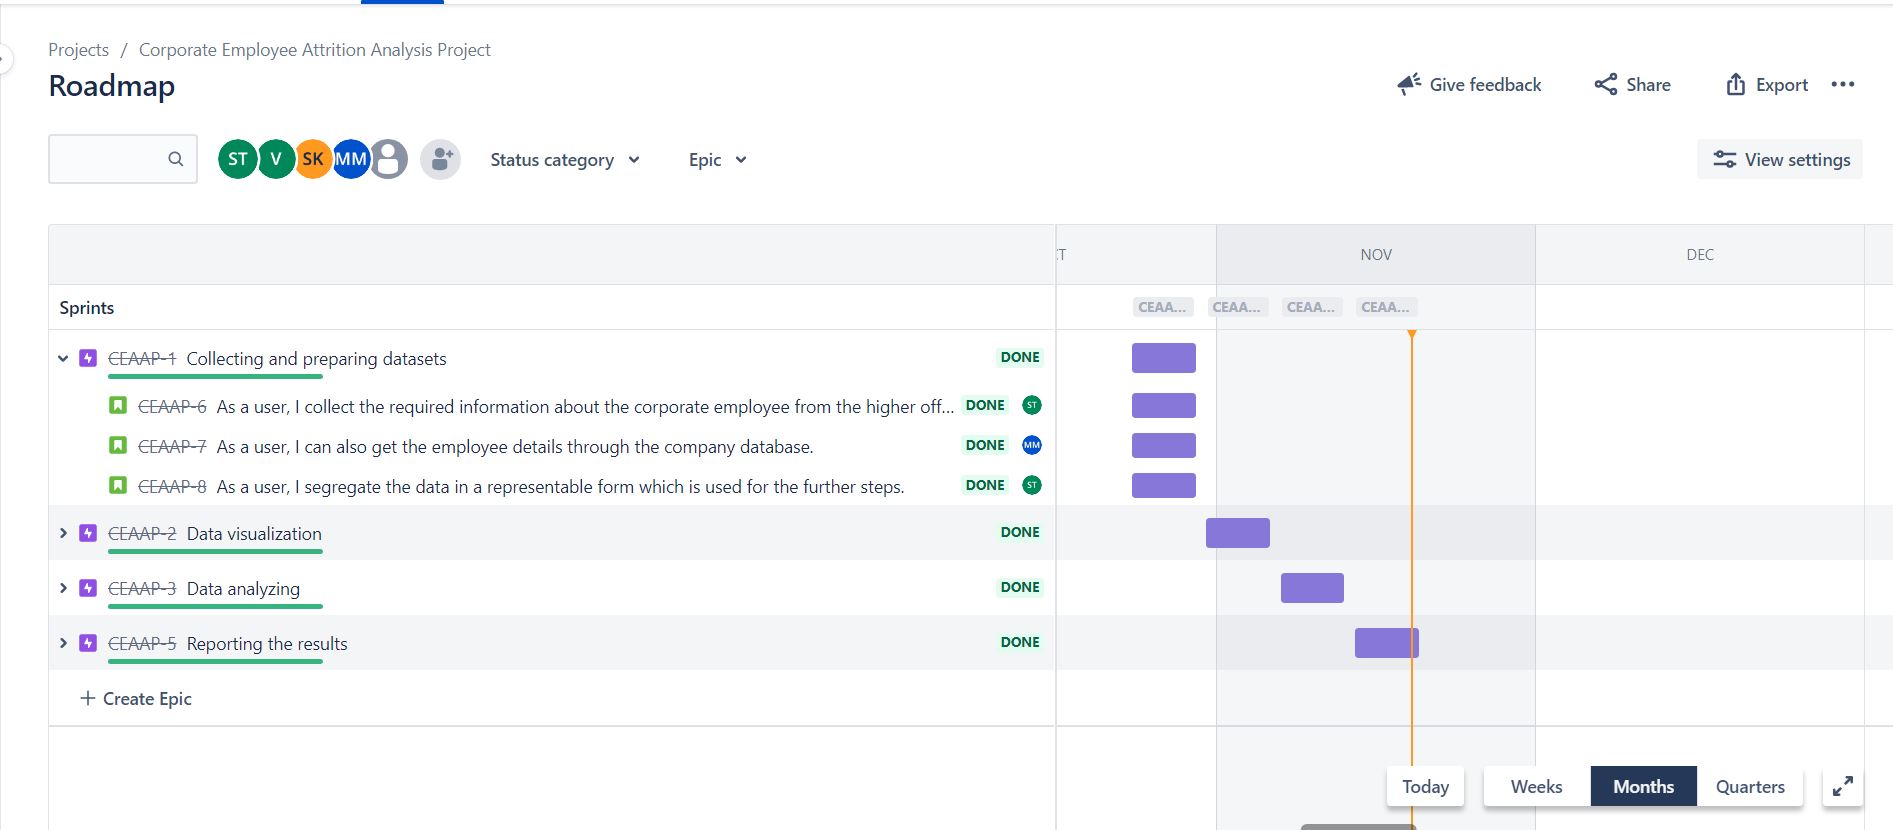 Projects / Corporate Employee Attrition Analysis Project
Roadmap
Give feedback
Share
Export
ST V SK MM
Status category
Epic
View settings
NOV
DEC
Sprints
CEAA... CEAA... CEAA... CEAA...
CEAAP-1 Collecting and preparing datasets DONE
CEAAP-6 As a user, I collect the required information about the corporate employee from the higher off... DONE ST
CEAAP-7 As a user, I can also get the employee details through the company database. DONE MM
CEAAP-8 As a user, I segregate the data in a representable form which is used for the further steps. DONE ST
CEAAP-2 Data visualization DONE
CEAAP-3 Data analyzing DONE
CEAAP-5 Reporting the results DONE
+ Create Epic
Today Weeks Months Quarters